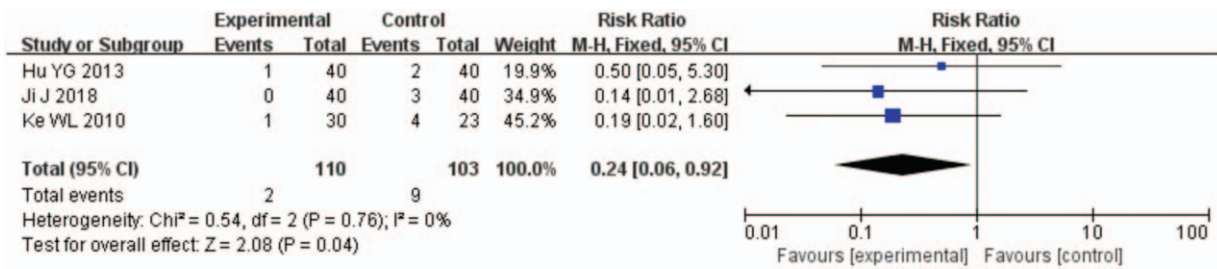 Experimental Control Risk Ratio Risk Ratio
Study or Subgroup Events Total Events Total Weight M-H, Fixed, 95% CI M-H, Fixed, 95% CI
Hu YG 2013 1 40 2 40 19.9% 0.50 [0.05, 5.30]
Ji J 2018 0 40 3 40 34.9% 0.14 [0.01, 2.68]
Ke WL 2010 1 30 4 23 45.2% 0.19 [0.02, 1.60]
Total (95% CI) 110 103 100.0% 0.24 [0.06, 0.92]
Total events 2 9
Heterogeneity: Chi² = 0.54, df = 2 (P = 0.76); I² = 0%
Test for overall effect: Z = 2.08 (P = 0.04)
0.01 0.1 1 10 100
Favours [experimental] Favours [control]